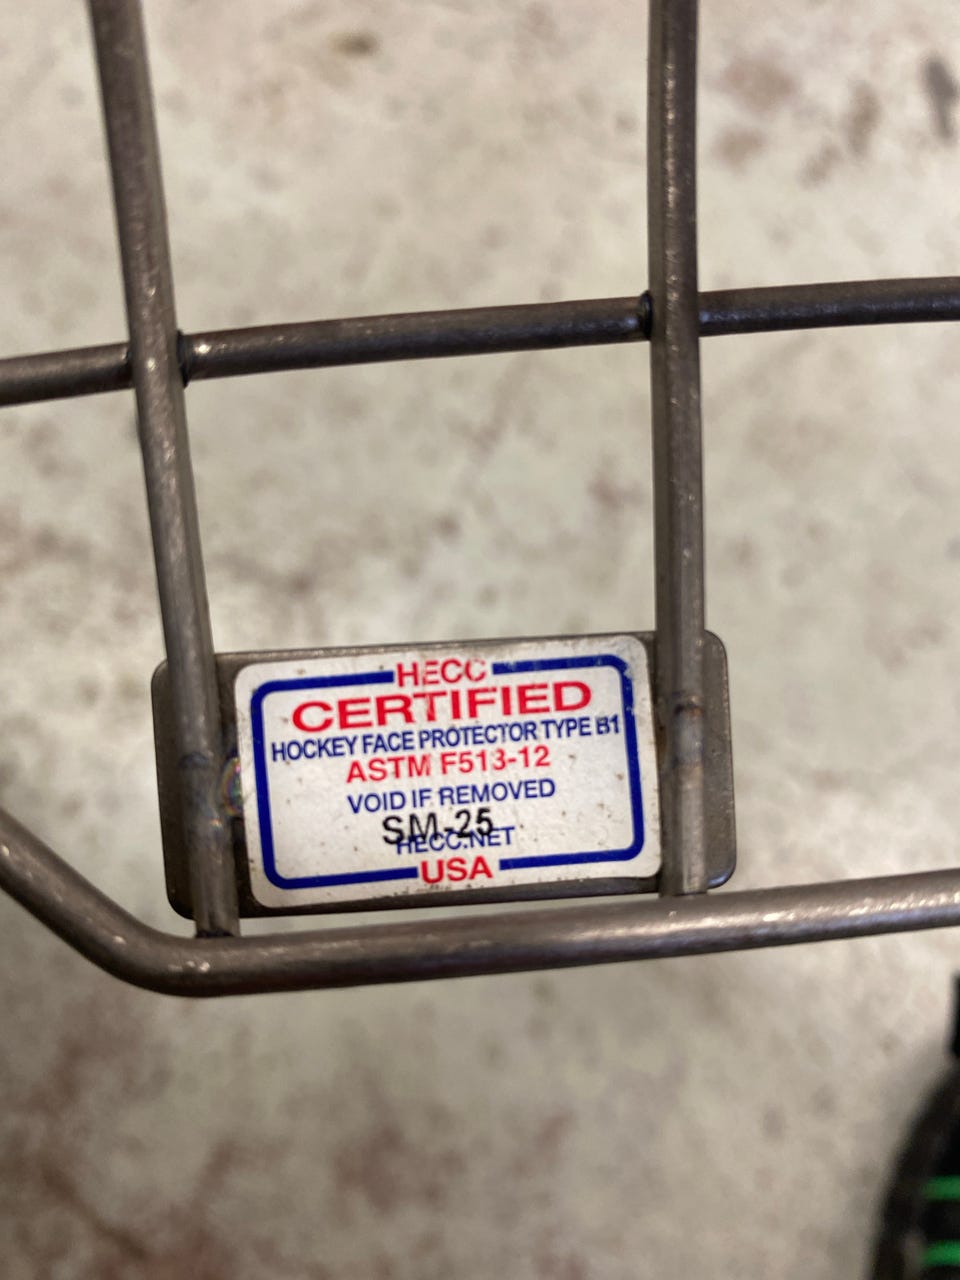 HECC
CERTIFIED
HOCKEY FACE PROTECTOR TYPE B1
ASTM F513-12
VOID IF REMOVED
SM-25
HECC.NET
USA